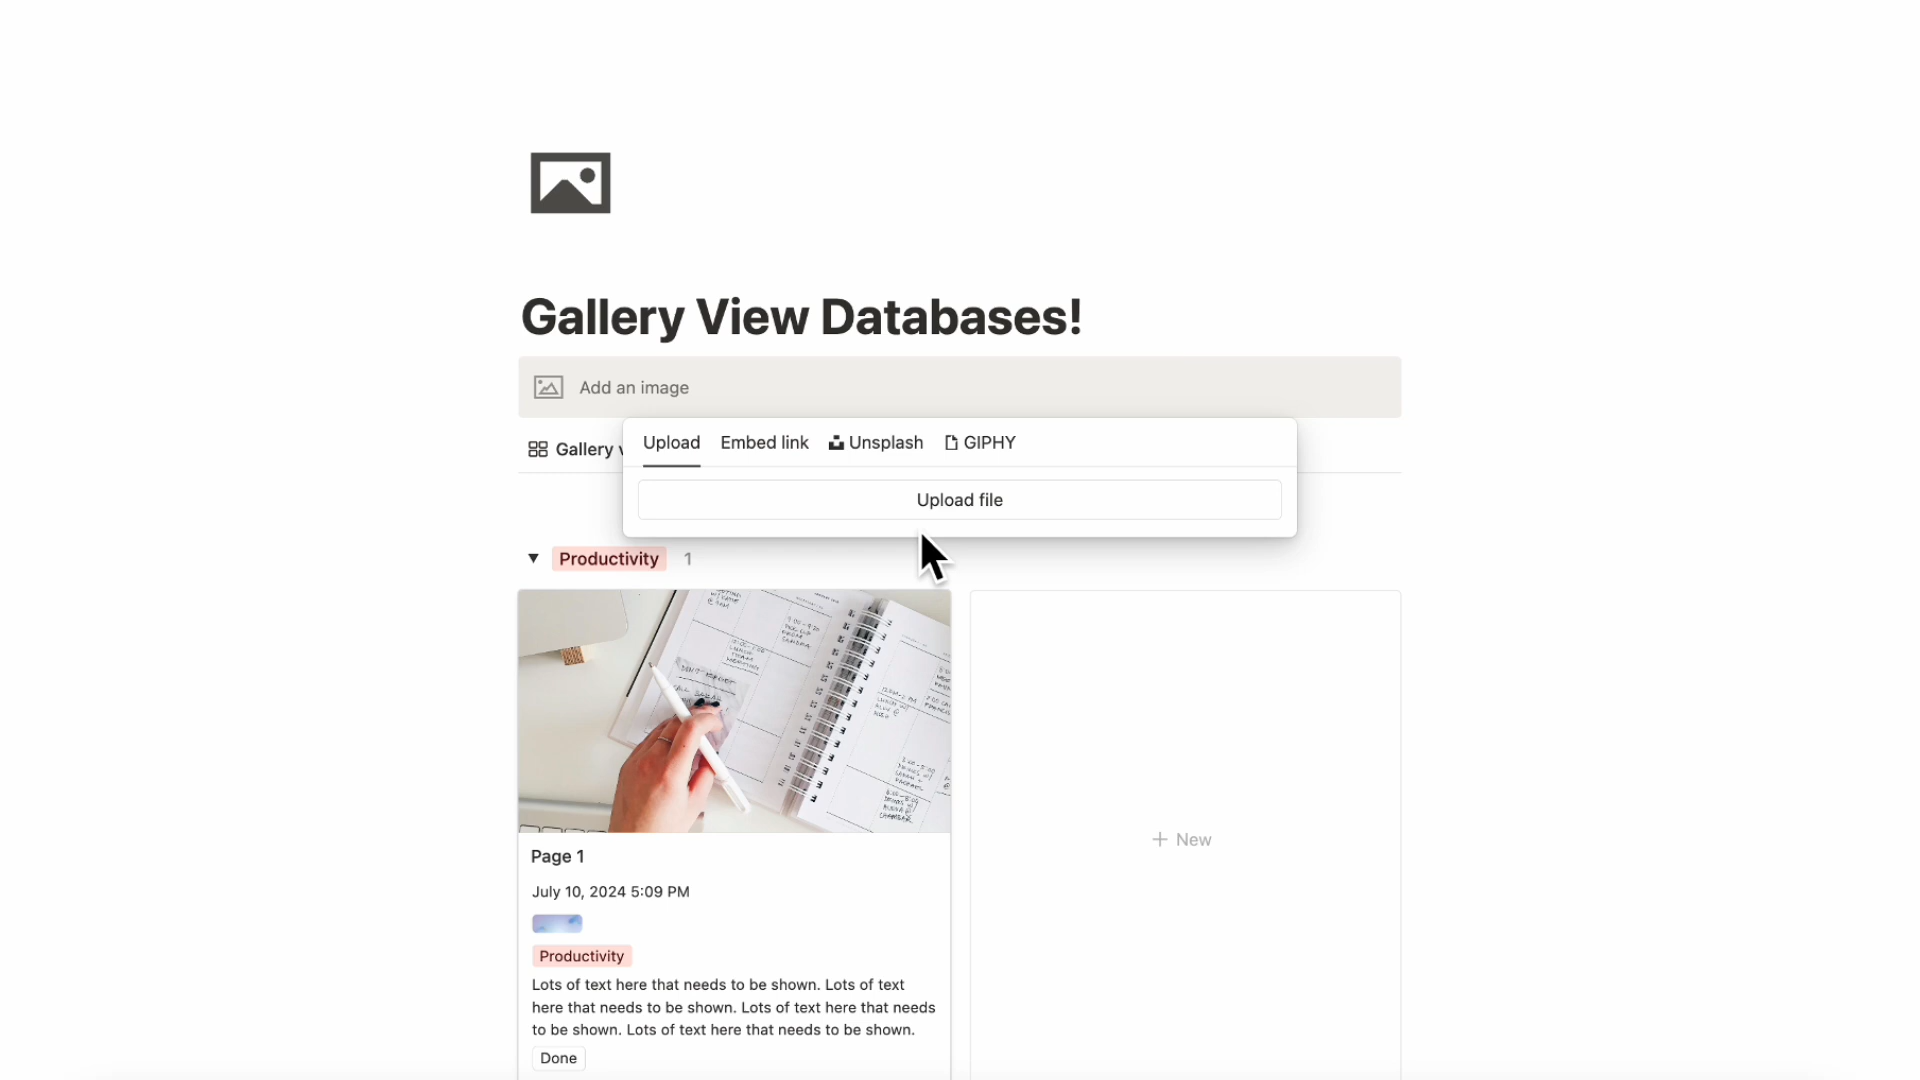 Gallery View Databases!
Add an image
Gallery v
Upload Embed link Unsplash GIPHY
Upload file
Productivity 1
Page 1
July 10, 2024 5:09 PM
Productivity
Lots of text here that needs to be shown. Lots of text
here that needs to be shown. Lots of text here that needs
to be shown. Lots of text here that needs to be shown.
Done
+ New